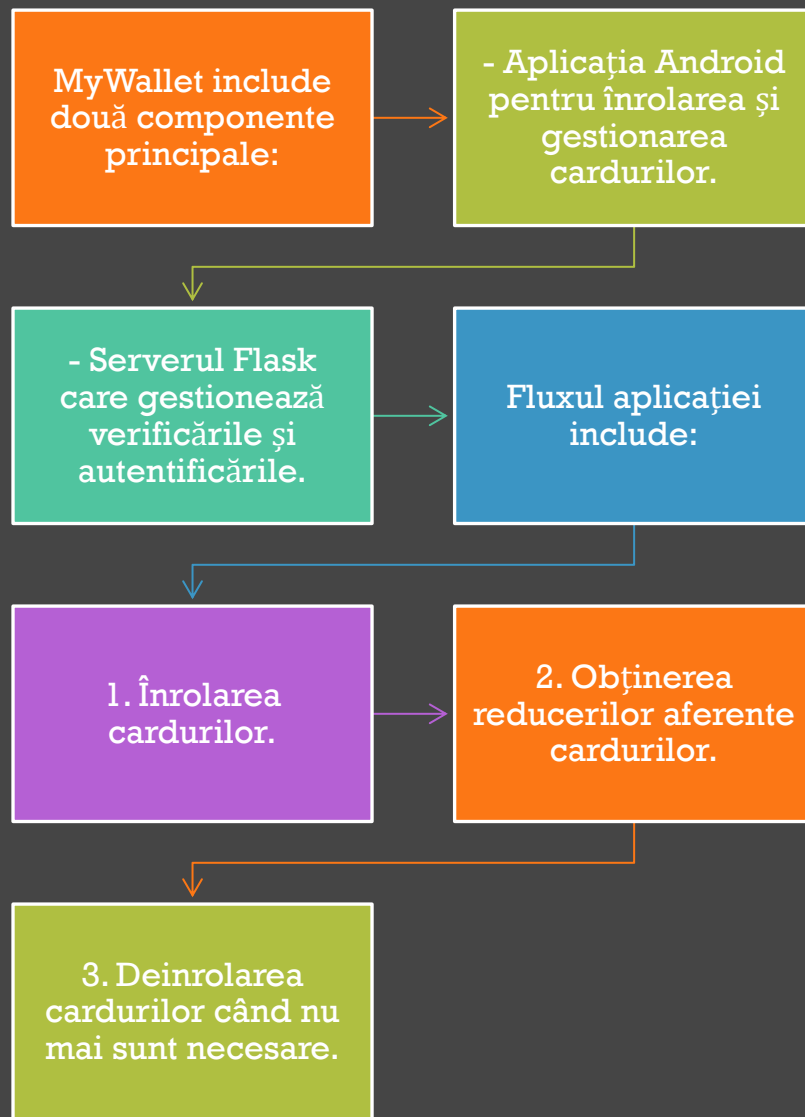 MyWallet include
două componente
principale:
- Aplicația Android
pentru înrolarea și
gestionarea
cardurilor.
- Serverul Flask
care gestionează
verificările și
autentificările.
Fluxul aplicației
include:
1. Înrolarea
cardurilor.
2. Obținerea
reducerilor aferente
cardurilor.
3. Deinrolarea
cardurilor când nu
mai sunt necesare.